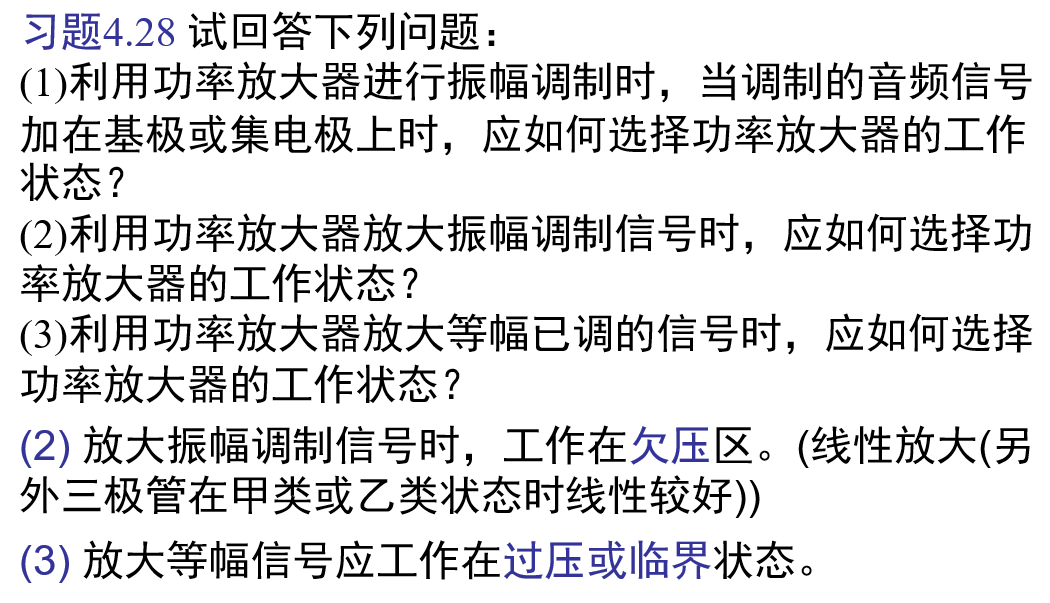 习题4.28 试回答下列问题：
(1)利用功率放大器进行振幅调制时，当调制的音频信号
加在基极或集电极上时，应如何选择功率放大器的工作
状态？
(2)利用功率放大器放大振幅调制信号时，应如何选择功
率放大器的工作状态？
(3)利用功率放大器放大等幅已调的信号时，应如何选择
功率放大器的工作状态？
(2) 放大振幅调制信号时，工作在欠压区。(线性放大(另
外三极管在甲类或乙类状态时线性较好))
(3) 放大等幅信号应工作在过压或临界状态。